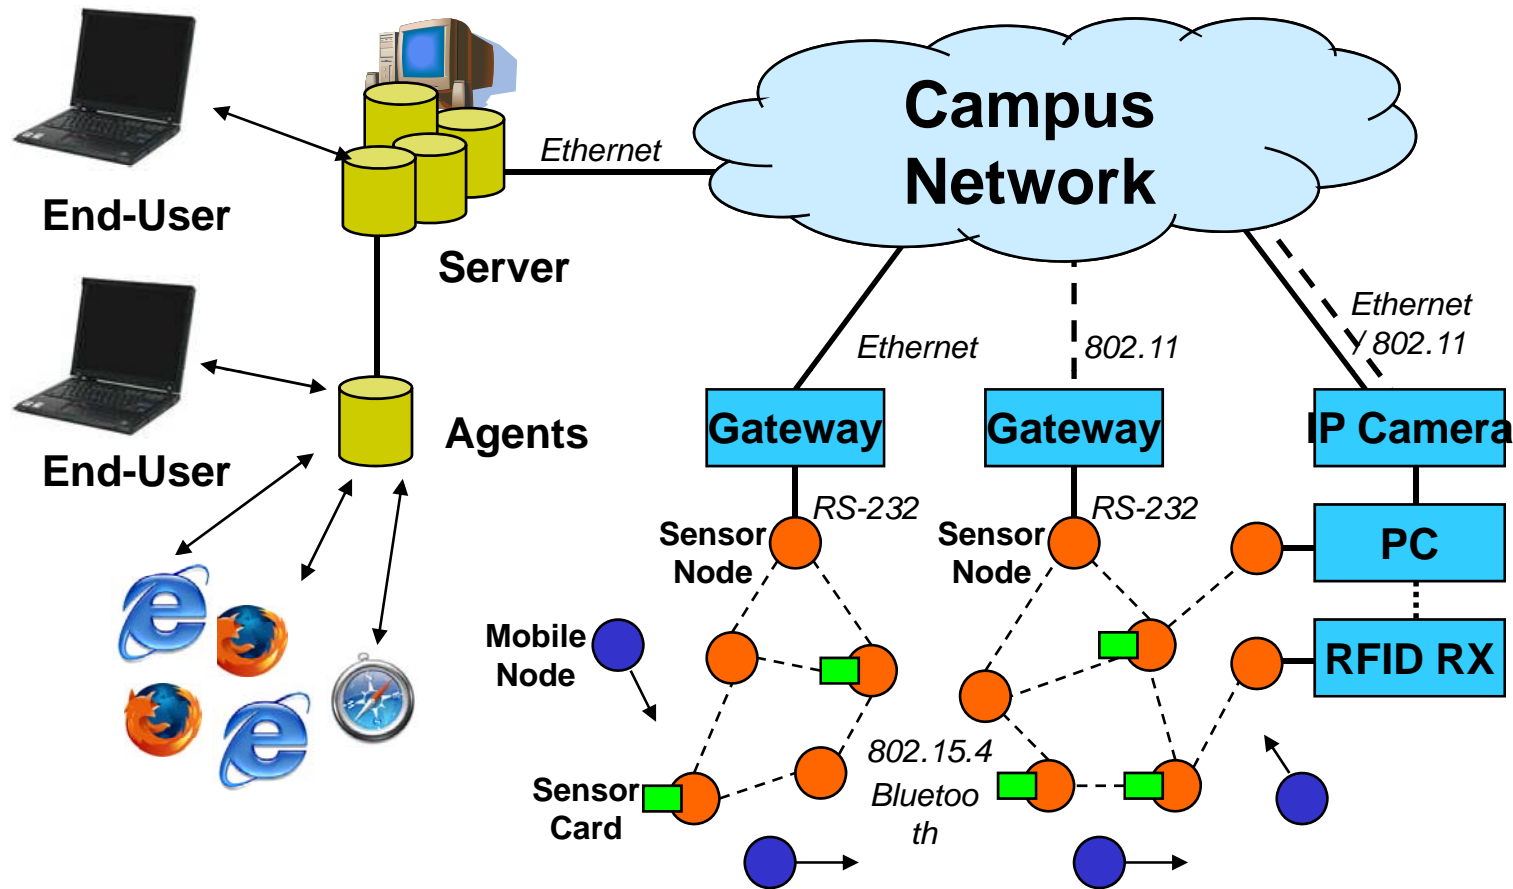 Campus
Network
Ethernet
End-User
Server
Ethernet
/ 802.11
Ethernet
802.11
End-User
Agents
Gateway
Gateway
IP Camera
RS-232
RS-232
Sensor
Node
Sensor
Node
PC
Mobile
Node
RFID RX
802.15.4
Bluetoo
th
Sensor
Card